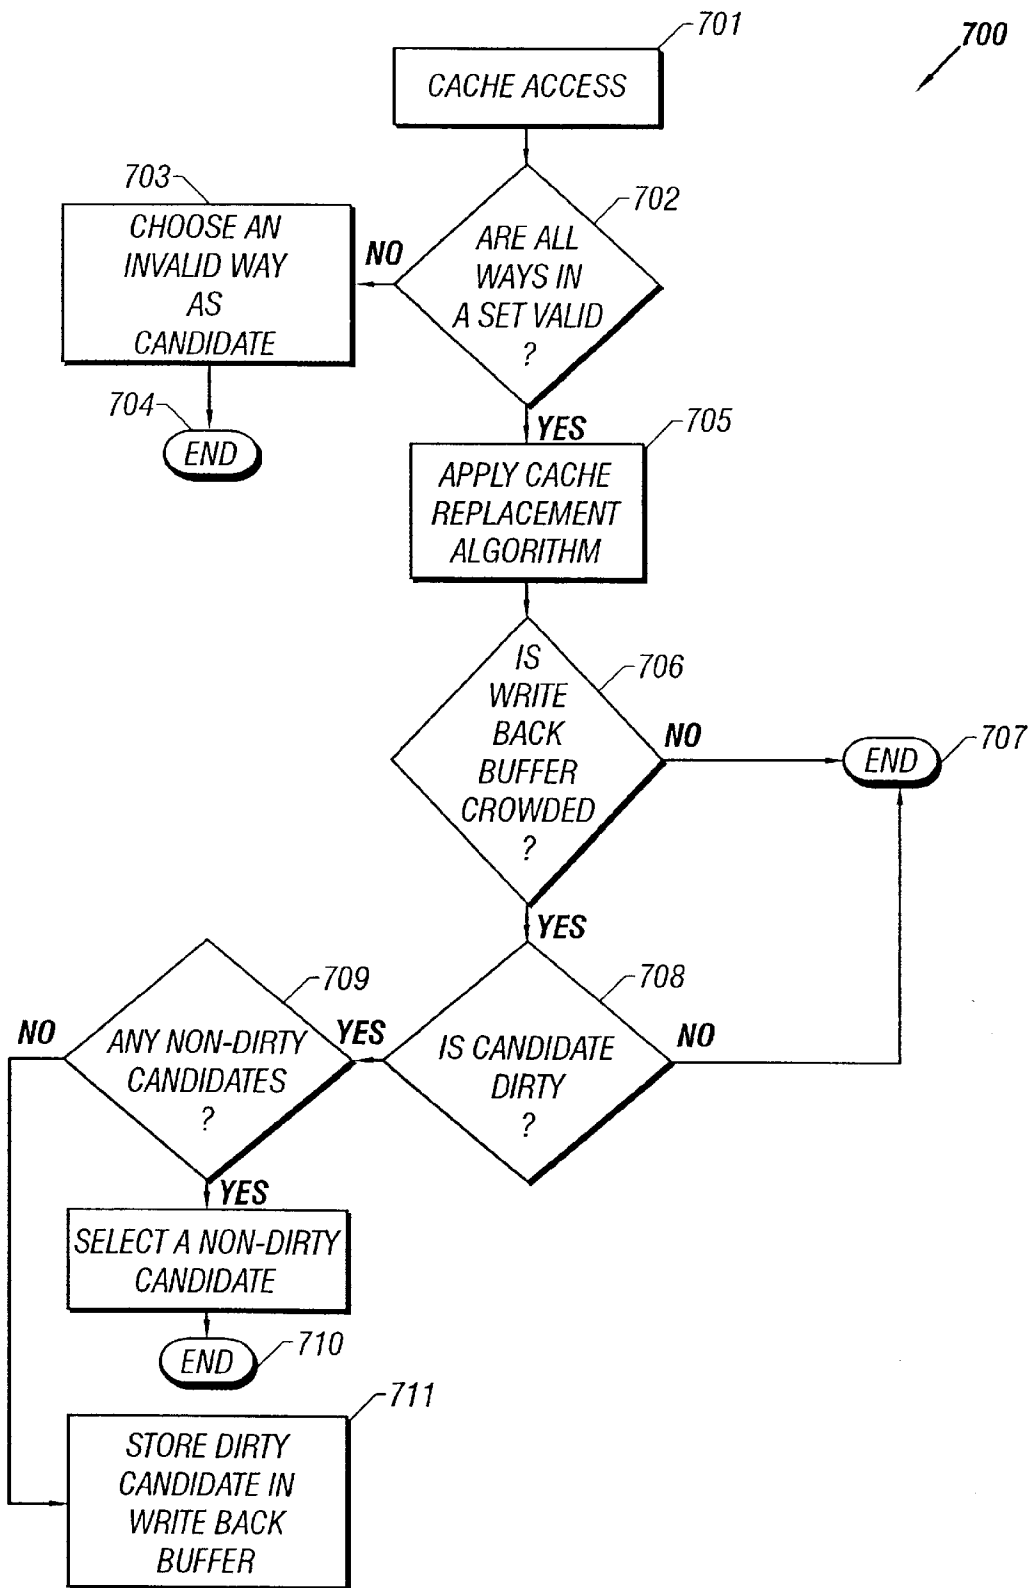 701
700
CACHE ACCESS
703
702
CHOOSE AN
INVALID WAY
AS
CANDIDATE
NO
ARE ALL
WAYS IN
A SET VALID
?
704
END
YES
705
APPLY CACHE
REPLACEMENT
ALGORITHM
IS
WRITE
BACK
BUFFER
CROWDED
?
706
NO
END
707
YES
709
708
NO
ANY NON-DIRTY
CANDIDATES
?
YES
IS CANDIDATE
DIRTY
?
NO
YES
SELECT A NON-DIRTY
CANDIDATE
END
710
711
STORE DIRTY
CANDIDATE IN
WRITE BACK
BUFFER